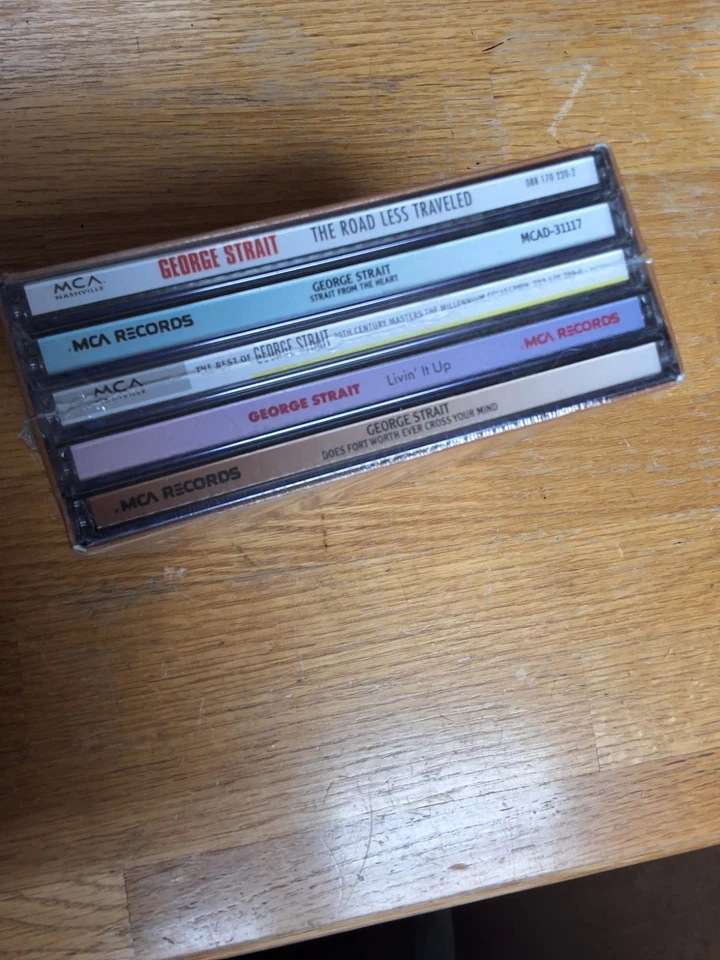 MCA NASHVILLE GEORGE STRAIT THE ROAD LESS TRAVELED 088 170 220-2
MCA RECORDS GEORGE STRAIT MCAD-31117
STRAIT FROM THE HEART
MCA NASHVILLE THE BEST OF GEORGE STRAIT 20TH CENTURY MASTERS THE MILLENNIUM COLLECTION
GEORGE STRAIT Livin' It Up MCA RECORDS
MCA RECORDS GEORGE STRAIT
DOES FORT WORTH EVER CROSS YOUR MIND